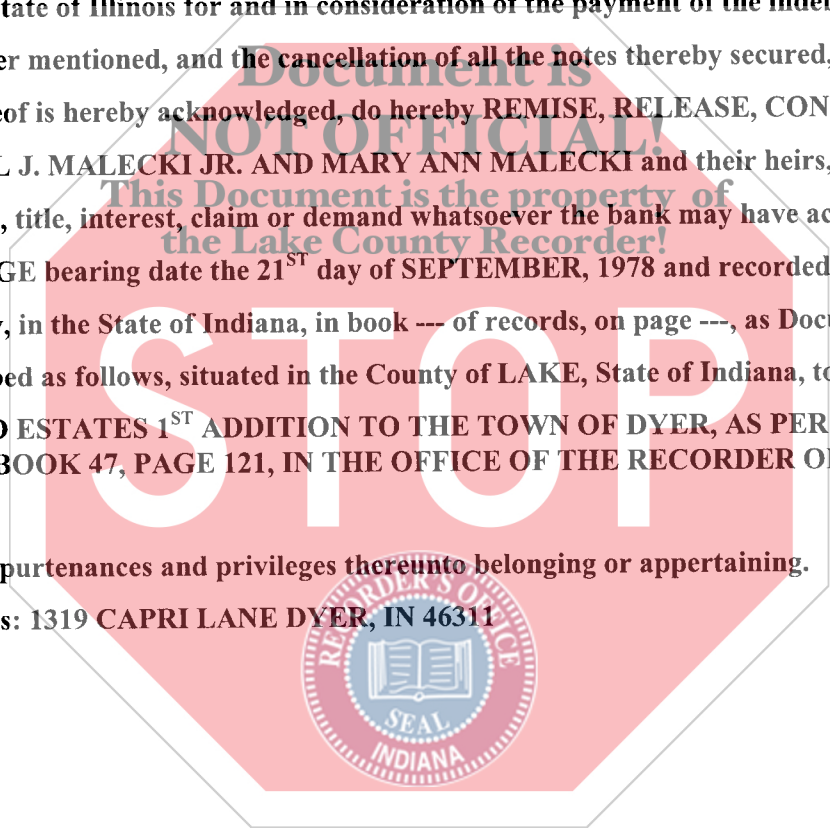 tate of Illinois for and in consideration of the payment of the
er mentioned, and the cancellation of all the notes thereby secured,
Document is
eof is hereby acknowledged, do hereby REMISE, RELEASE, CON
NOT OFFICIAL!
L J. MALECKI JR. AND MARY ANN MALECKI and their heirs,
This Document is the property of
, title, interest, claim or demand whatsoever the bank may have ac
the Lake County Recorder!
GE bearing date the 21ST day of SEPTEMBER, 1978 and recorded
, in the State of Indiana, in book --- of records, on page ---, as Docu
STOP
bed as follows, situated in the County of LAKE, State of Indiana, to
D ESTATES 1ST ADDITION TO THE TOWN OF DYER, AS PER
BOOK 47, PAGE 121, IN THE OFFICE OF THE RECORDER O
purtenances and privileges thereunto belonging or appertaining.
s: 1319 CAPRI LANE DYER, IN 46311
RECORDER'S OFFICE
SEAL
INDIANA